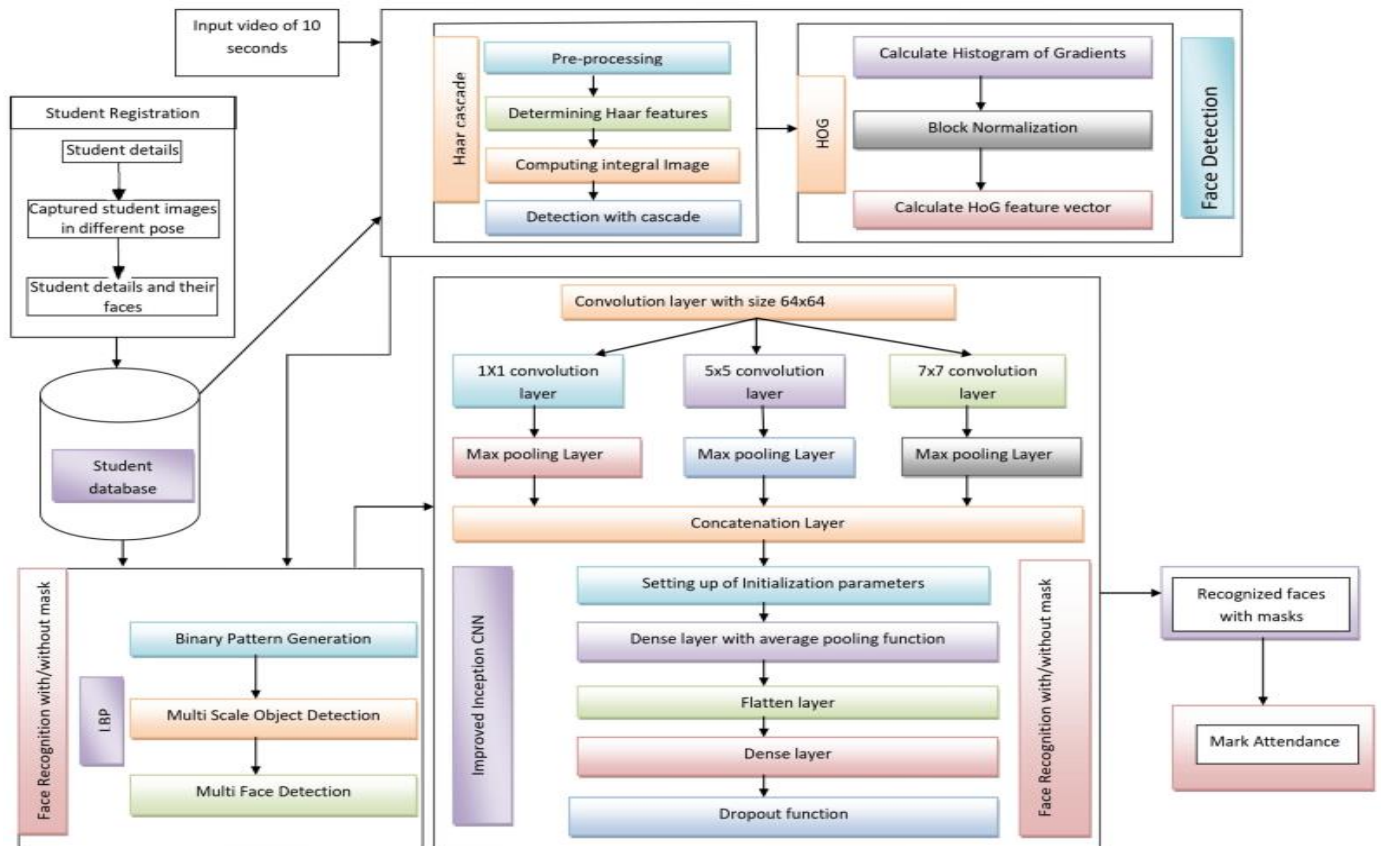 Input video of 10
seconds
Student Registration
Student details
Captured student images
in different pose
Student details and their
faces
Student
database
Haar cascade
Pre-processing
Determining Haar features
Computing integral Image
Detection with cascade
HOG
Calculate Histogram of Gradients
Block Normalization
Calculate HoG feature vector
Face Detection
Face Recognition with/without mask
LBP
Binary Pattern Generation
Multi Scale Object Detection
Multi Face Detection
Convolution layer with size 64x64
1X1 convolution
layer
5x5 convolution
layer
7x7 convolution
layer
Max pooling Layer
Max pooling Layer
Max pooling Layer
Concatenation Layer
Improved Inception CNN
Setting up of Initialization parameters
Dense layer with average pooling function
Flatten layer
Dense layer
Dropout function
Face Recognition with/without mask
Recognized faces
with masks
Mark Attendance